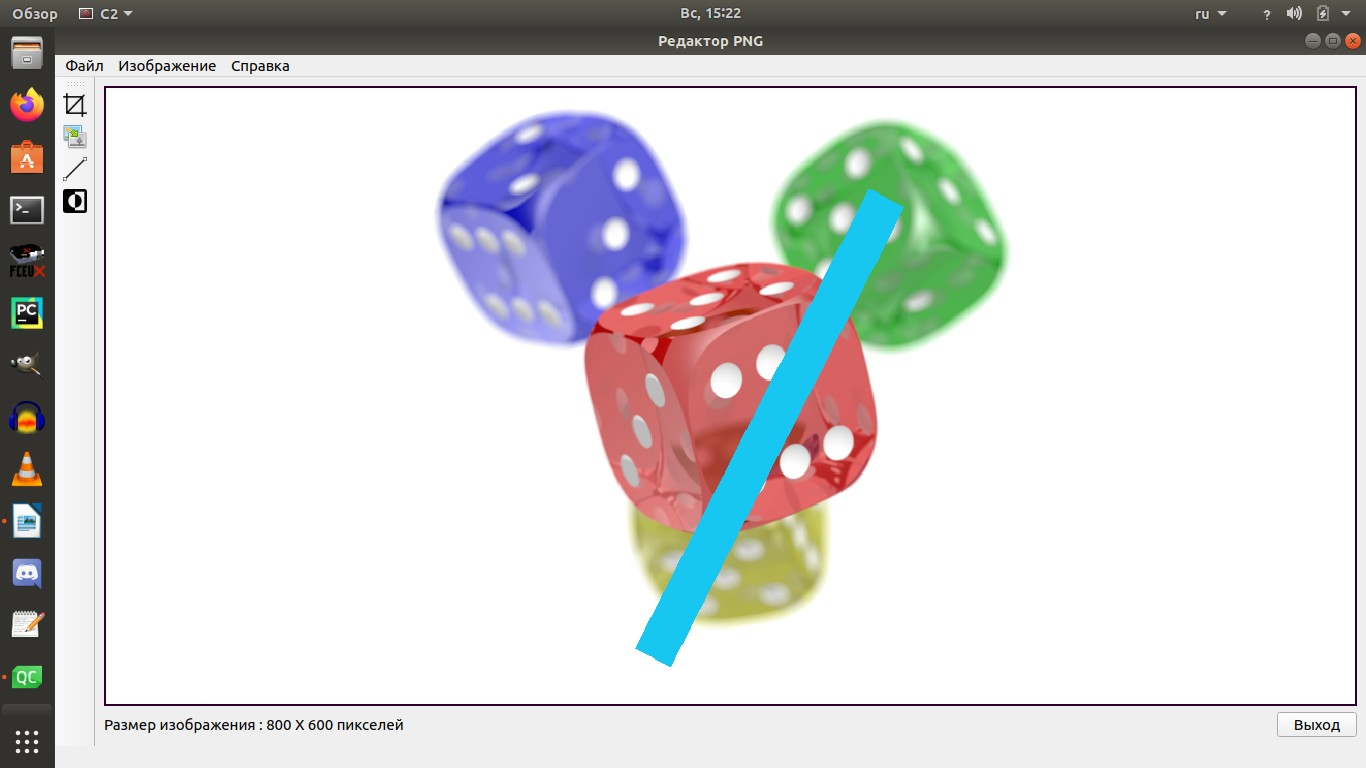 Обзор C2 Вс, 15:22 ru ?
Редактор PNG
Файл Изображение Справка
A
FCEUX
PC
QC
Размер изображения : 800 X 600 пикселей Выход